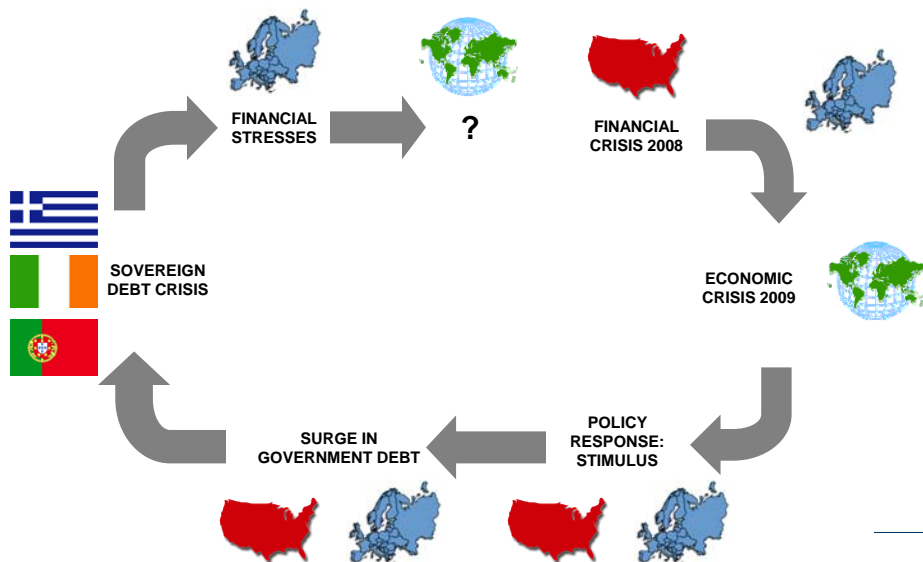 FINANCIAL
STRESSES
?
FINANCIAL
CRISIS 2008
SOVEREIGN
DEBT CRISIS
ECONOMIC
CRISIS 2009
SURGE IN
GOVERNMENT DEBT
POLICY
RESPONSE:
STIMULUS